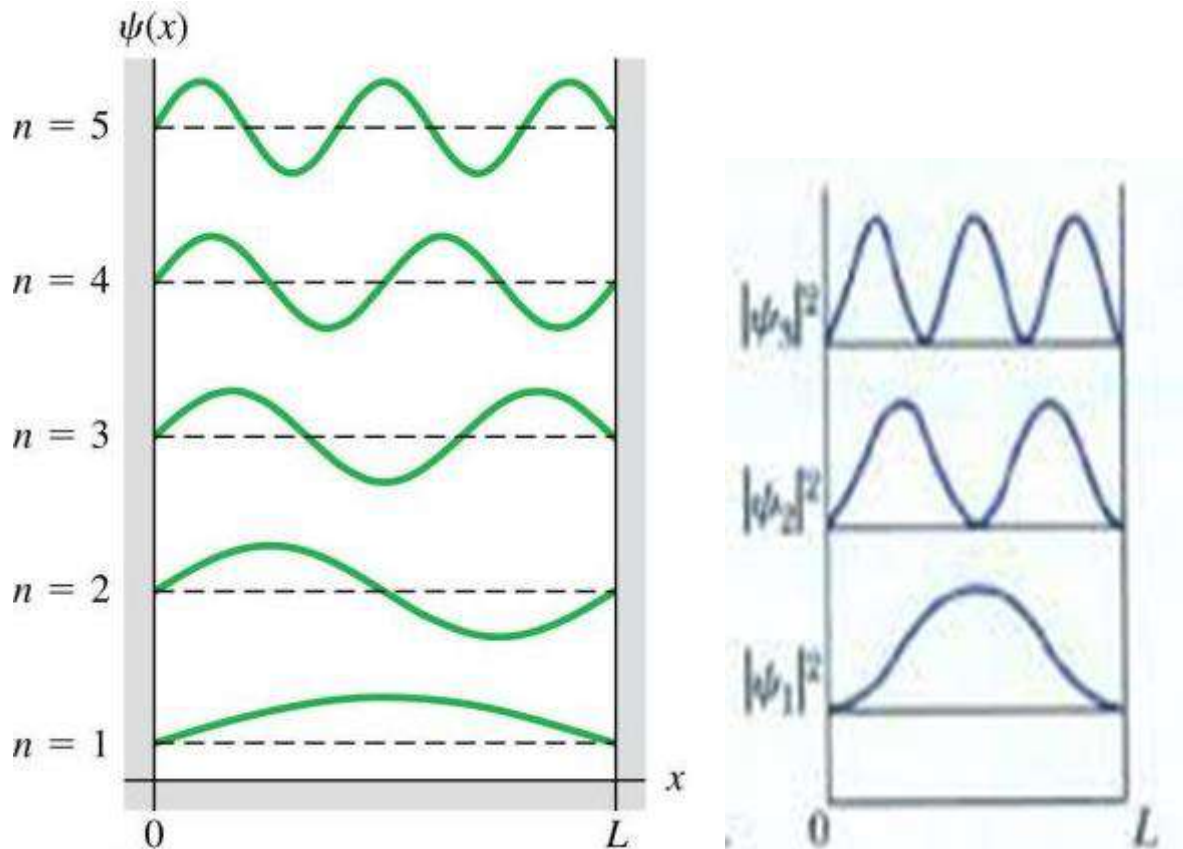 ψ(x)
n = 5
n = 4
n = 3
n = 2
n = 1
0
L
x
|ψ₃|²
|ψ₂|²
|ψ₁|²
0
L